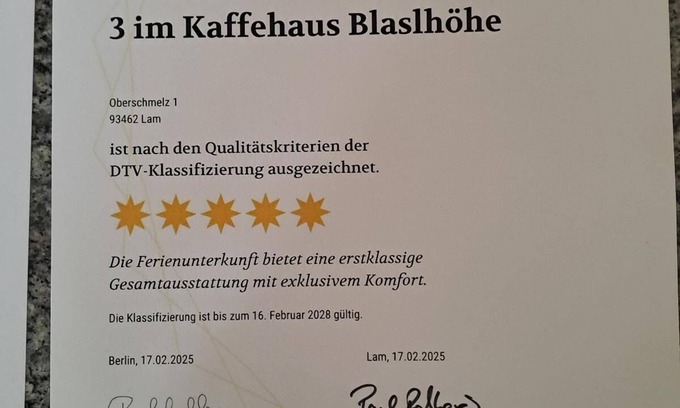 3 im Kaffehaus Blaslhöhe
Oberschmelz 1
93462 Lam
ist nach den Qualitätskriterien der
DTV-Klassifizierung ausgezeichnet.
Die Ferienunterkunft bietet eine erstklassige
Gesamtausstattung mit exklusivem Komfort.
Die Klassifizierung ist bis zum 16. Februar 2028 gültig.
Berlin, 17.02.2025
Lam, 17.02.2025